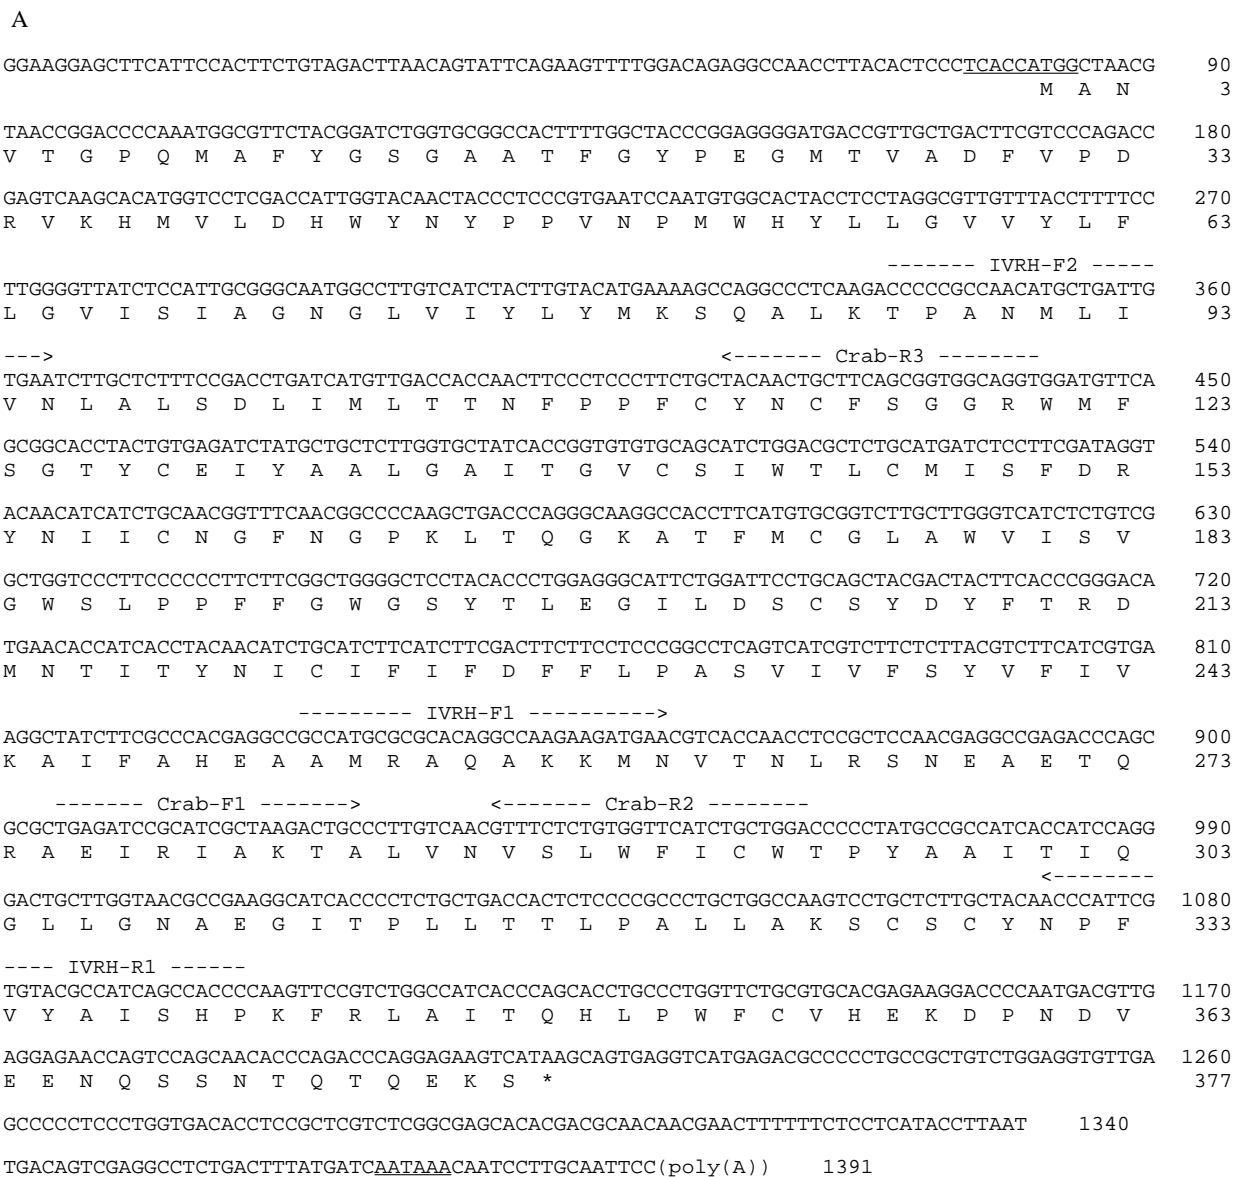 A
GGAAGGAGCTTCATTCCACTTCTGTAGACTTAACAGTATTCAGAAGTTTTGGACAGAGGCCAACCTTACACTCCCTCACCATGGCTAACG 90
M A N 3
TAACCGGACCCCAAATGGCGTTCTACGGATCTGGTGCGGCCACTTTTGGCTACCCGGAGGGGATGACCGTTGCTGACTTCGTCCCAGACC 180
V T G P Q M A F Y G S G A A T F G Y P E G M T V A D F V P D 33
GAGTCAAGCACATGGTCCTCGACCATTGGTACAACTACCCTCCCGTGAATCCAATGTGGCACTACCTCCTAGGCGTTGTTTACCTTTTCC 270
R V K H M V L D H W Y N Y P P V N P M W H Y L L G V V Y L F 63
------- IVRH-F2 -----
TTGGGGTTATCTCCATTGCGGGCAATGGCCTTGTCATCTACTTGTACATGAAAAGCCAGGCCCTCAAGACCCCCGCCAACATGCTGATTG 360
L G V I S I A G N G L V I Y L Y M K S Q A L K T P A N M L I 93
---> <------- Crab-R3 --------
TGAATCTTGCTCTTTCCGACCTGATCATGTTGACCACCAACTTCCCTCCCTTCTGCTACAACTGCTTCAGCGGTGGCAGGTGGATGTTCA 450
V N L A L S D L I M L T T N F P P F C Y N C F S G G R W M F 123
GCGGCACCTACTGTGAGATCTATGCTGCTCTTGGTGCTATCACCGGTGTGTGCAGCATCTGGACGCTCTGCATGATCTCCTTCGATAGGT 540
S G T Y C E I Y A A L G A I T G V C S I W T L C M I S F D R 153
ACAACATCATCTGCAACGGTTTCAACGGCCCCAAGCTGACCCAGGGCAAGGCCACCTTCATGTGCGGTCTTGCTTGGGTCATCTCTGTCG 630
Y N I I C N G F N G P K L T Q G K A T F M C G L A W V I S V 183
GCTGGTCCCTTCCCCCCTTCTTCGGCTGGGGCTCCTACACCCTGGAGGGCATTCTGGATTCCTGCAGCTACGACTACTTCACCCGGGACA 720
G W S L P P F F G W G S Y T L E G I L D S C S Y D Y F T R D 213
TGAACACCATCACCTACAACATCTGCATCTTCATCTTCGACTTCTTCCTCCCGGCCTCAGTCATCGTCTTCTCTTACGTCTTCATCGTGA 810
M N T I T Y N I C I F I F D F F L P A S V I V F S Y V F I V 243
--------- IVRH-F1 ---------->
AGGCTATCTTCGCCCACGAGGCCGCCATGCGCGCACAGGCCAAGAAGATGAACGTCACCAACCTCCGCTCCAACGAGGCCGAGACCCAGC 900
K A I F A H E A A M R A Q A K K M N V T N L R S N E A E T Q 273
------- Crab-F1 -------> <------- Crab-R2 --------
GCGCTGAGATCCGCATCGCTAAGACTGCCCTTGTCAACGTTTCTCTGTGGTTCATCTGCTGGACCCCCTATGCCGCCATCACCATCCAGG 990
R A E I R I A K T A L V N V S L W F I C W T P Y A A I T I Q 303
<--------
GACTGCTTGGTAACGCCGAAGGCATCACCCCTCTGCTGACCACTCTCCCCGCCCTGCTGGCCAAGTCCTGCTCTTGCTACAACCCATTCG 1080
G L L G N A E G I T P L L T T L P A L L A K S C S C Y N P F 333
---- IVRH-R1 ------
TGTACGCCATCAGCCACCCCAAGTTCCGTCTGGCCATCACCCAGCACCTGCCCTGGTTCTGCGTGCACGAGAAGGACCCCAATGACGTTG 1170
V Y A I S H P K F R L A I T Q H L P W F C V H E K D P N D V 363
AGGAGAACCAGTCCAGCAACACCCAGACCCAGGAGAAGTCATAAGCAGTGAGGTCATGAGACGCCCCCTGCCGCTGTCTGGAGGTGTTGA 1260
E E N Q S S N T Q T Q E K S * 377
GCCCCCTCCCTGGTGACACCTCCGCTCGTCTCGGCGAGCACACGACGCAACAACGAACTTTTTTCTCCTCATACCTTAAT 1340
TGACAGTCGAGGCCTCTGACTTTATGATCAATAAACAATCCTTGCAATTCC(poly(A)) 1391